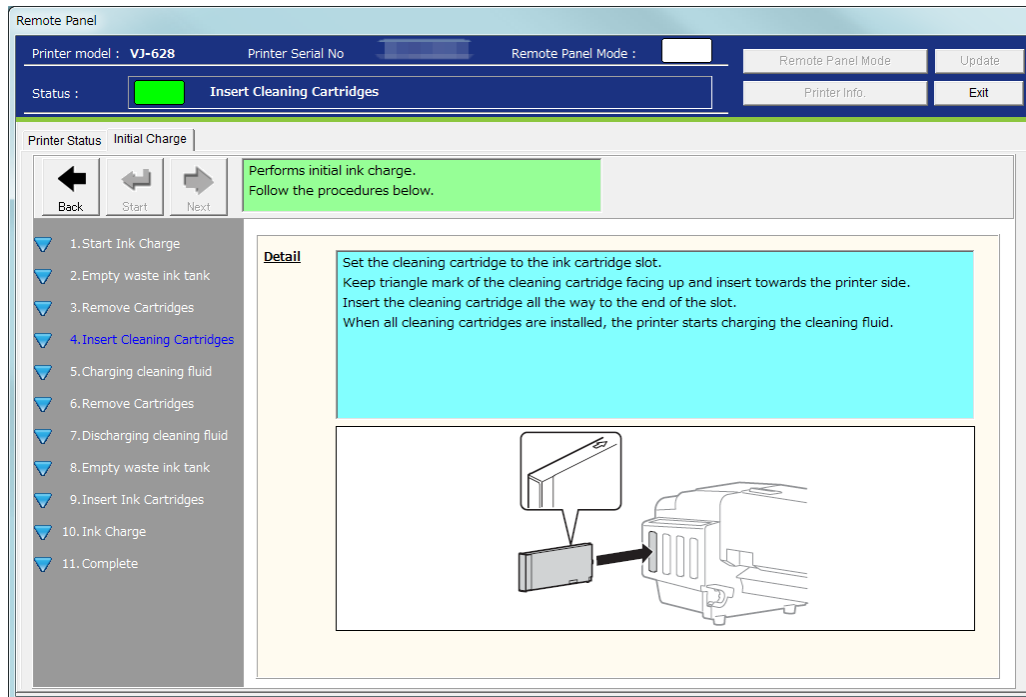 Remote Panel
Printer model : VJ-628 Printer Serial No Remote Panel Mode :
Remote Panel Mode Update
Status : Insert Cleaning Cartridges
Printer Info. Exit
Printer Status Initial Charge
Back Start Next
Performs initial ink charge.
Follow the procedures below.
1.Start Ink Charge
2.Empty waste ink tank
3.Remove Cartridges
4.Insert Cleaning Cartridges
5.Charging cleaning fluid
6.Remove Cartridges
7.Discharging cleaning fluid
8.Empty waste ink tank
9.Insert Ink Cartridges
10.Ink Charge
11.Complete
Detail
Set the cleaning cartridge to the ink cartridge slot.
Keep triangle mark of the cleaning cartridge facing up and insert towards the printer side.
Insert the cleaning cartridge all the way to the end of the slot.
When all cleaning cartridges are installed, the printer starts charging the cleaning fluid.